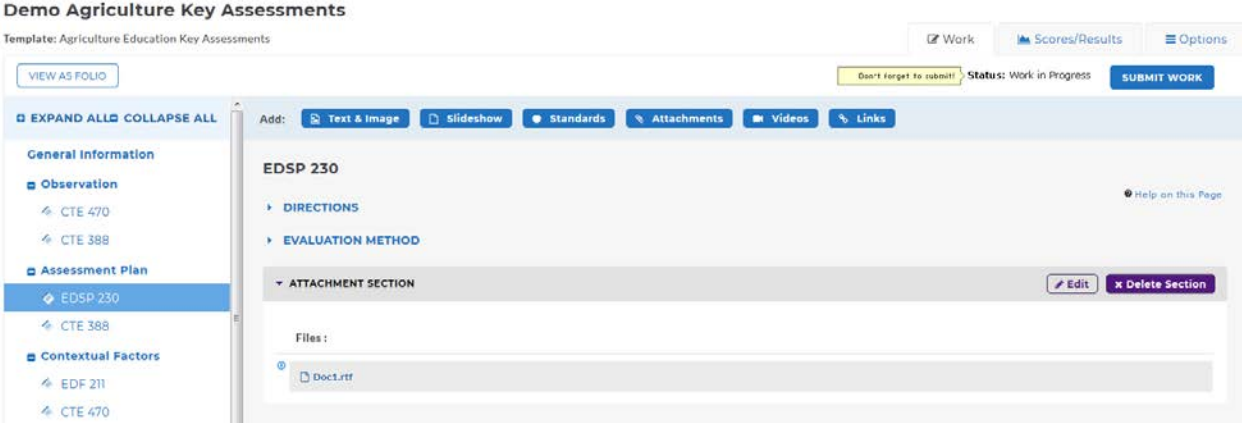 Demo Agriculture Key Assessments
Template: Agriculture Education Key Assessments
Work
Scores/Results
Options
VIEW AS FOLIO
Don't forget to submit!
Status: Work in Progress
SUBMIT WORK
EXPAND ALL COLLAPSE ALL
Add: Text & Image Slideshow Standards Attachments Videos Links
General Information
Observation
CTE 470
CTE 388
Assessment Plan
EDSP 230
CTE 388
Contextual Factors
EDF 211
CTE 470
EDSP 230
Help on this Page
DIRECTIONS
EVALUATION METHOD
ATTACHMENT SECTION
Edit
x Delete Section
Files :
Doc1.rtf